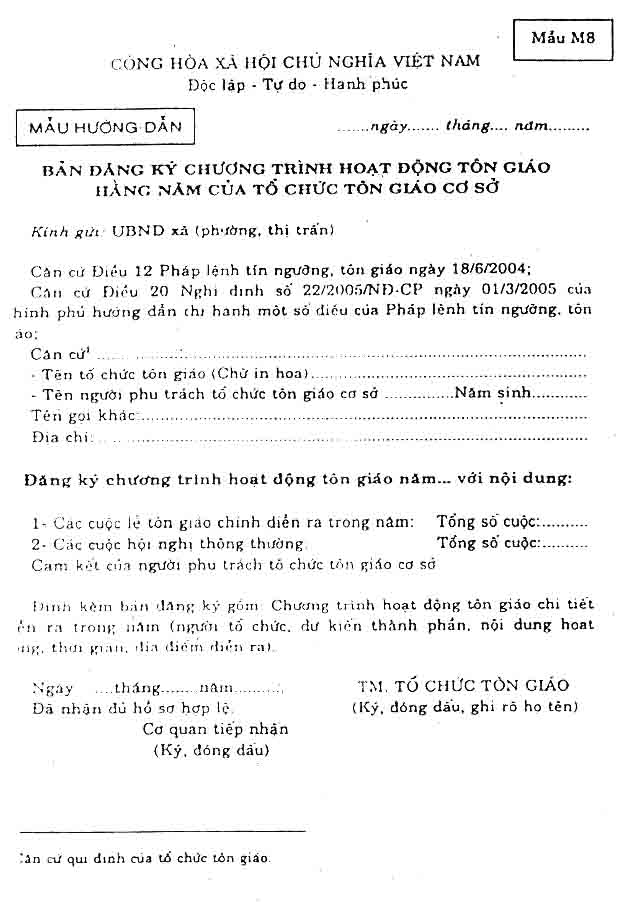 Mẫu M8
CỘNG HÒA XÃ HỘI CHỦ NGHĨA VIỆT NAM
Độc lập - Tự do - Hạnh phúc
MẪU HƯỚNG DẪN
.......ngày....... tháng.... năm.........
BẢN ĐĂNG KÝ CHƯƠNG TRÌNH HOẠT ĐỘNG TÔN GIÁO
HẰNG NĂM CỦA TỔ CHỨC TÔN GIÁO CƠ SỞ
Kính gửi: UBND xã (phường, thị trấn)
Căn cứ Điều 12 Pháp lệnh tín ngưỡng, tôn giáo ngày 18/6/2004;
Căn cứ Điều 20 Nghị định số 22/2005/NĐ-CP ngày 01/3/2005 của
hính phủ hướng dẫn thi hành một số điều của Pháp lệnh tín ngưỡng, tôn
áo;
Căn cứ¹ ..............
- Tên tổ chức tôn giáo (Chữ in hoa)..............
- Tên người phụ trách tổ chức tôn giáo cơ sở ..............Năm sinh...........
Tên gọi khác:..............
Địa chỉ:..............
Đăng ký chương trình hoạt động tôn giáo năm... với nội dung:
1- Các cuộc lễ tôn giáo chính diễn ra trong năm: Tổng số cuộc:.........
2- Các cuộc hội nghị thông thường. Tổng số cuộc:.........
Cam kết của người phụ trách tổ chức tôn giáo cơ sở
Đính kèm bản đăng ký gồm: Chương trình hoạt động tôn giáo chi tiết
ễn ra trong năm (người tổ chức, dự kiến thành phần, nội dung hoạt
ng, thời gian, địa điểm diễn ra).
Ngày ....tháng........năm..........
TM. TỔ CHỨC TÔN GIÁO
Đã nhận đủ hồ sơ hợp lệ.
(Ký, đóng dấu, ghi rõ họ tên)
Cơ quan tiếp nhận
(Ký, đóng dấu)
Căn cứ qui định của tổ chức tôn giáo.